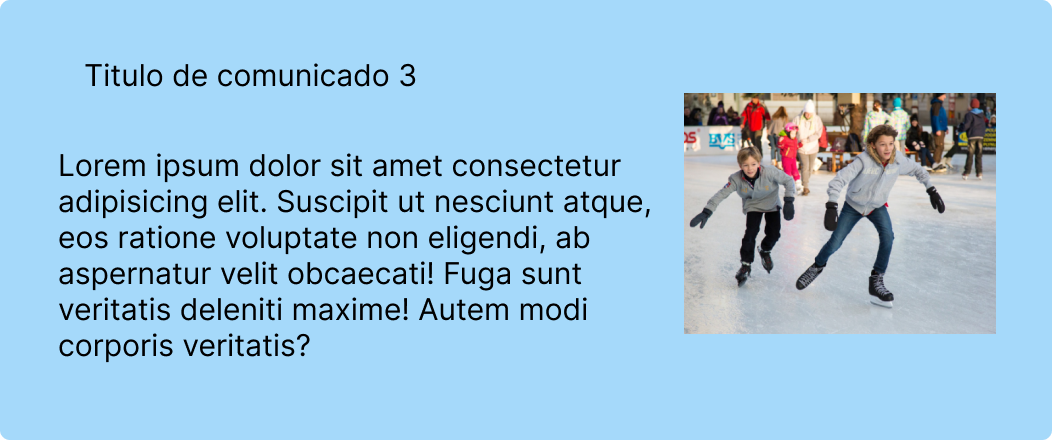 Titulo de comunicado 3
Lorem ipsum dolor sit amet consectetur
adipisicing elit. Suscipit ut nesciunt atque,
eos ratione voluptate non eligendi, ab
aspernatur velit obcaecati! Fuga sunt
veritatis deleniti maxime! Autem modi
corporis veritatis?